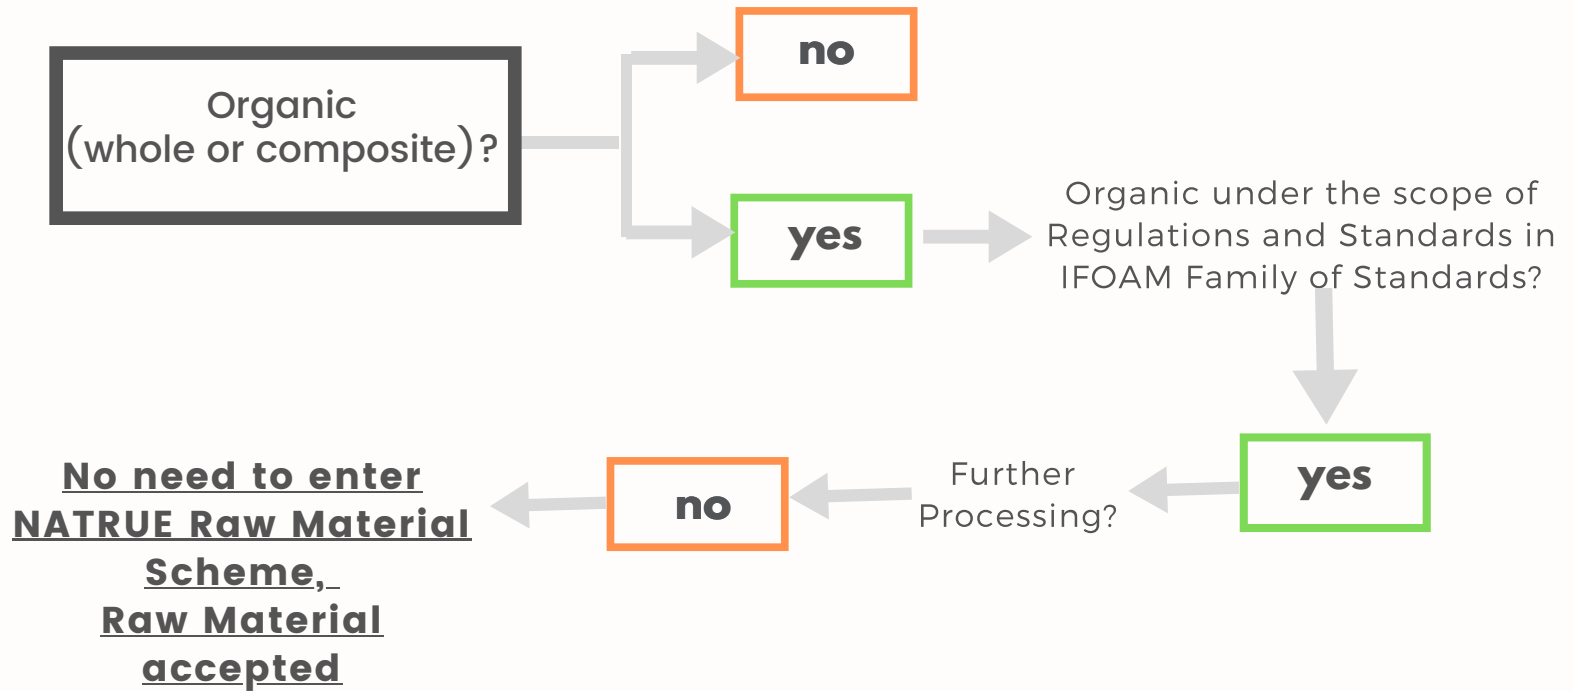 Organic
(whole or composite)?
no
yes
Organic under the scope of
Regulations and Standards in
IFOAM Family of Standards?
yes
Further
Processing?
no
No need to enter
NATRUE Raw Material
Scheme,
Raw Material
accepted